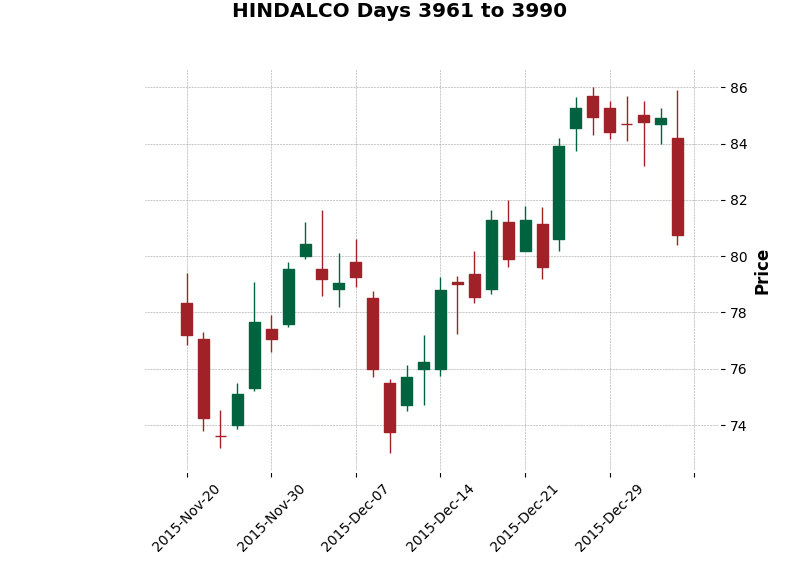 HINDALCO Days 3961 to 3990
86
84
82
80
78
76
74
Price
2015-Nov-20
2015-Nov-30
2015-Dec-07
2015-Dec-14
2015-Dec-21
2015-Dec-29